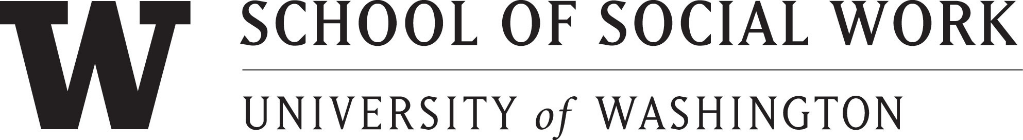 W
SCHOOL OF SOCIAL WORK
UNIVERSITY of WASHINGTON